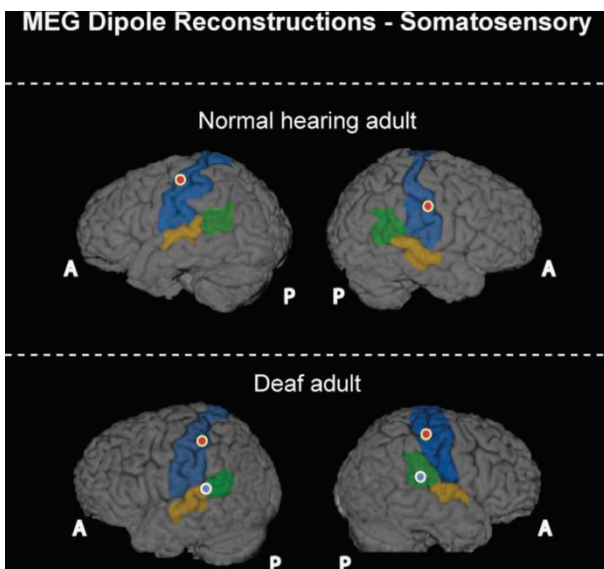 MEG Dipole Reconstructions - Somatosensory
Normal hearing adult
A P P A
Deaf adult
A P P A